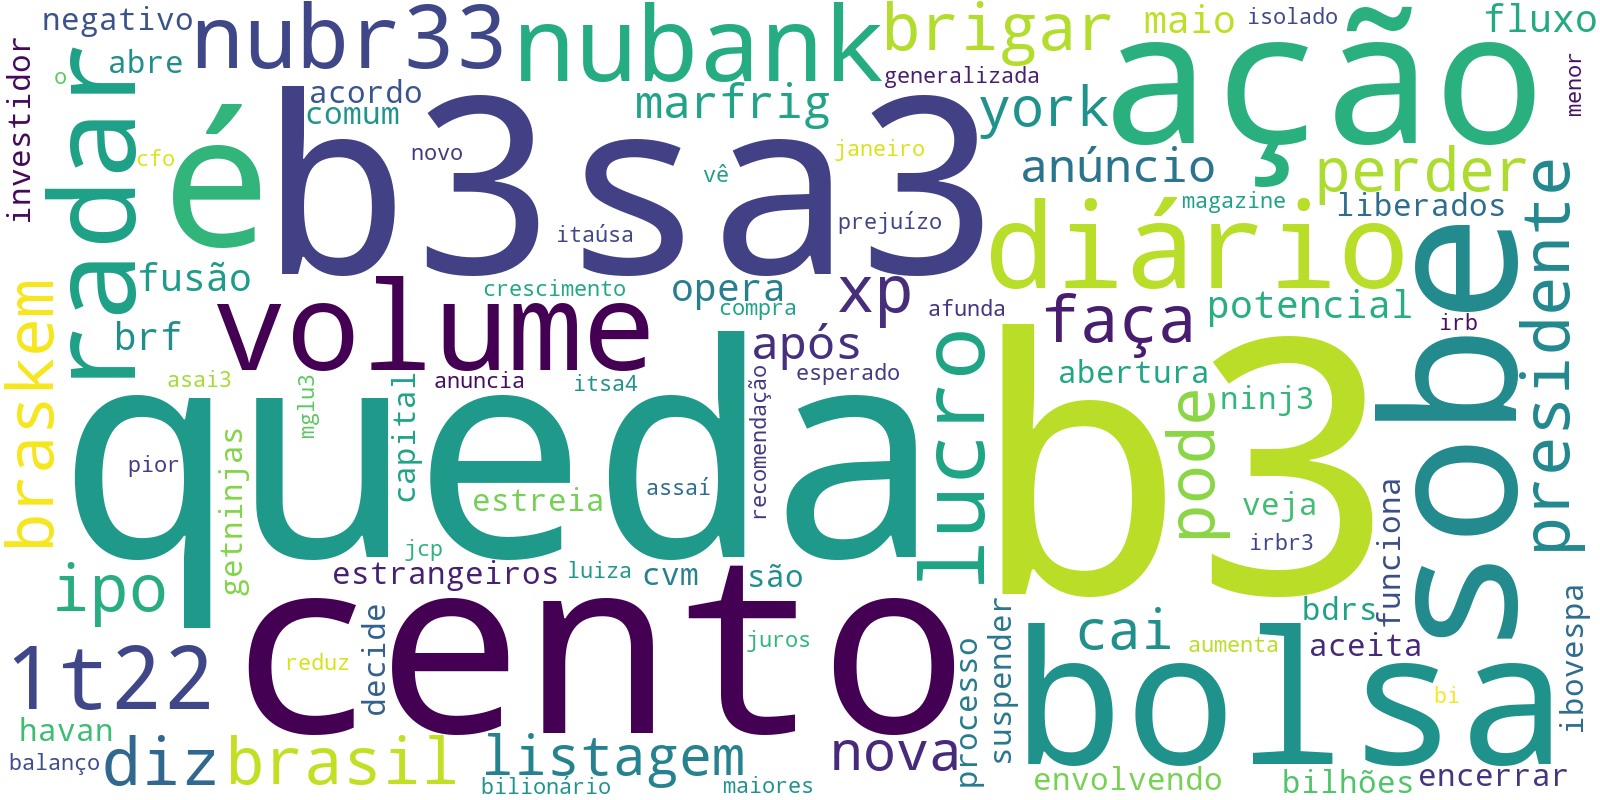 negativo
nubr33
nubank
brigar
maio
isolado
fluxo
ação
investidor
o
abre
radar
acordo
comum
marfrig
generalizada
york
menor
cfo
é
b3sa3
novo
vê
janeiro
anúncio
perder
magazine
liberados
presidente
itaúsa
prejuízo
diário
sobe
fusão
crescimento
opera
xp
compra
afunda
faça
potencial
irb
braskem
brf
volume
após
lucro
b3
abertura
ninj3
asai3
mglu3
capital
anuncia
itsa4
esperado
recomendação
pode
queda
pior
getninjas
estreia
assaí
veja
irbr3
funciona
jcp
ipo
estrangeiros
luiza
cvm
são
cento
bdrs
ibovespa
1t22
decide
reduz
juros
processo
suspender
cai
bolsa
aumenta
aceita
bi
havan
balanço
diz
brasil
listagem
bilionário
maiores
nova
envolvendo
bilhões
encerrar